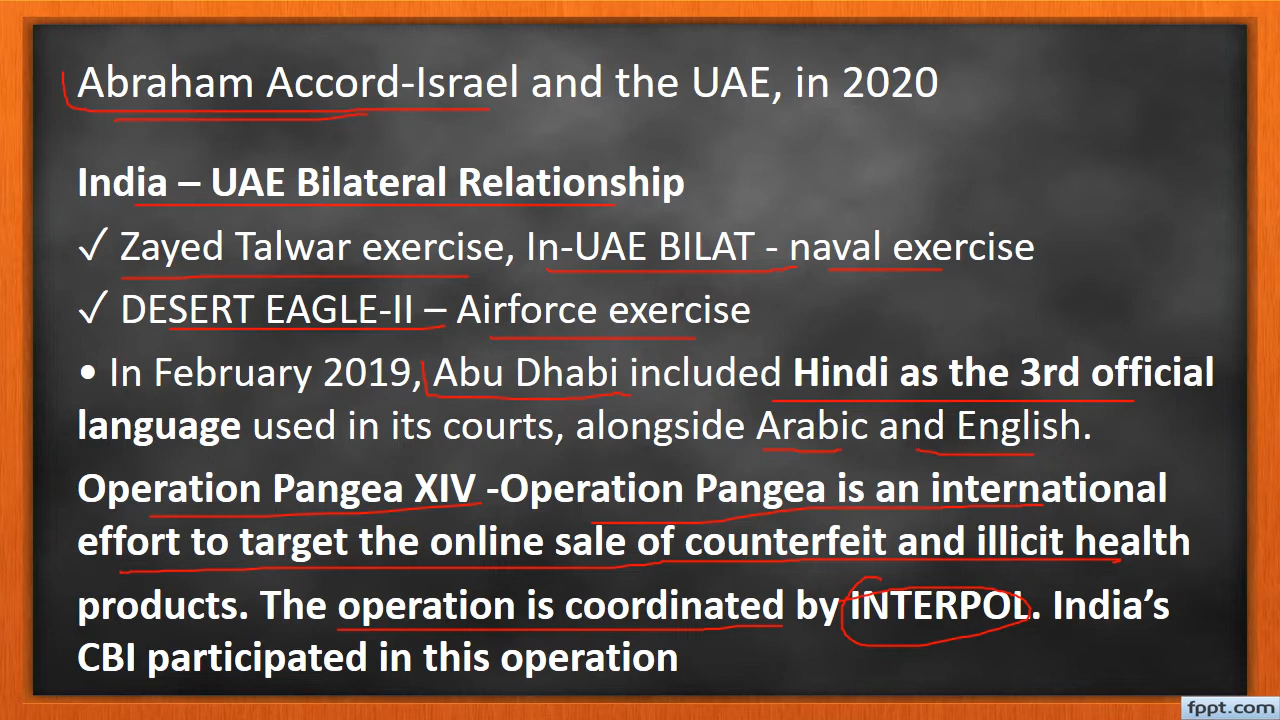 Abraham Accord-Israel and the UAE, in 2020
India – UAE Bilateral Relationship
✓ Zayed Talwar exercise, In-UAE BILAT - naval exercise
✓ DESERT EAGLE-II – Airforce exercise
• In February 2019, Abu Dhabi included Hindi as the 3rd official
language used in its courts, alongside Arabic and English.
Operation Pangea XIV -Operation Pangea is an international
effort to target the online sale of counterfeit and illicit health
products. The operation is coordinated by iNTERPOL. India’s
CBI participated in this operation
fppt.com